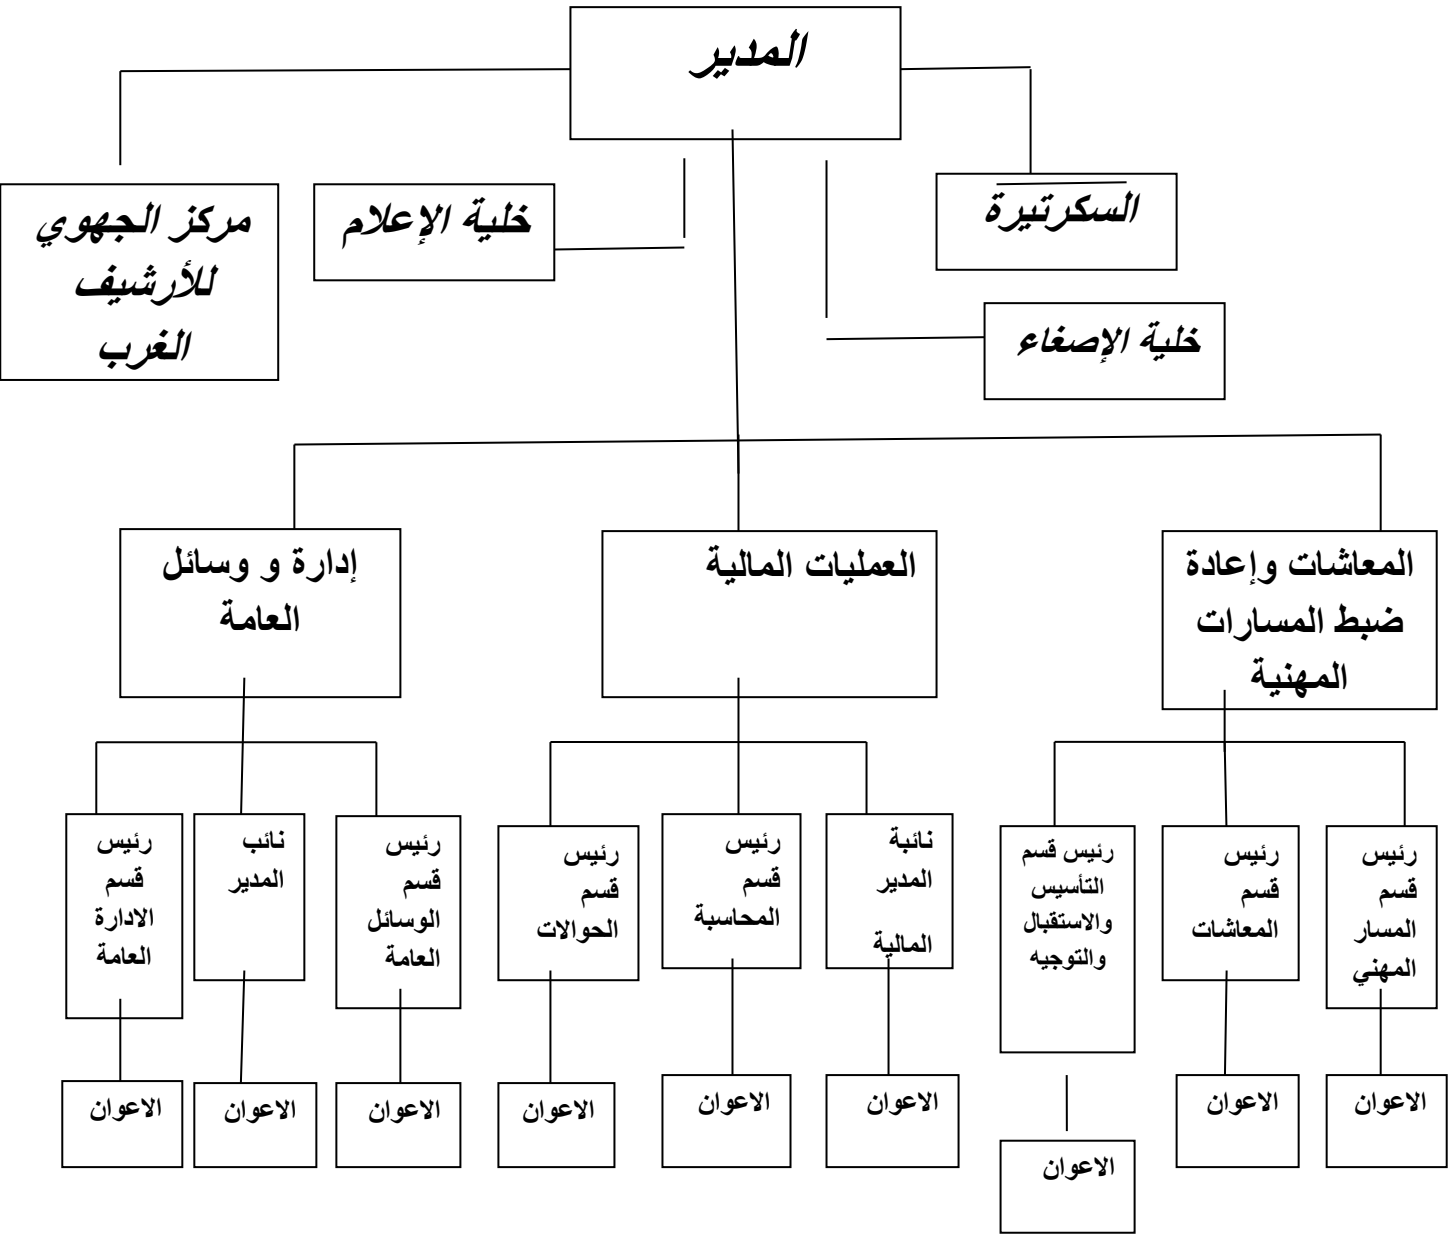 المدير
السكرتيرة
خلية الإعلام
مركز الجهوي
للأرشيف
الغرب
خلية الإصغاء
المعاشات وإعادة
ضبط المسارات
المهنية
العمليات المالية
إدارة و وسائل
العامة
رئيس
قسم
المسار
المهني
رئيس
قسم
المعاشات
رئيس قسم
التأسيس
والاستقبال
والتوجيه
نائبة
المدير
المالية
رئيس
قسم
المحاسبة
رئيس
قسم
الحوالات
رئيس
قسم
الوسائل
العامة
نائب
المدير
رئيس
قسم
الادارة
العامة
الاعوان
الاعوان
الاعوان
الاعوان
الاعوان
الاعوان
الاعوان
الاعوان
الاعوان